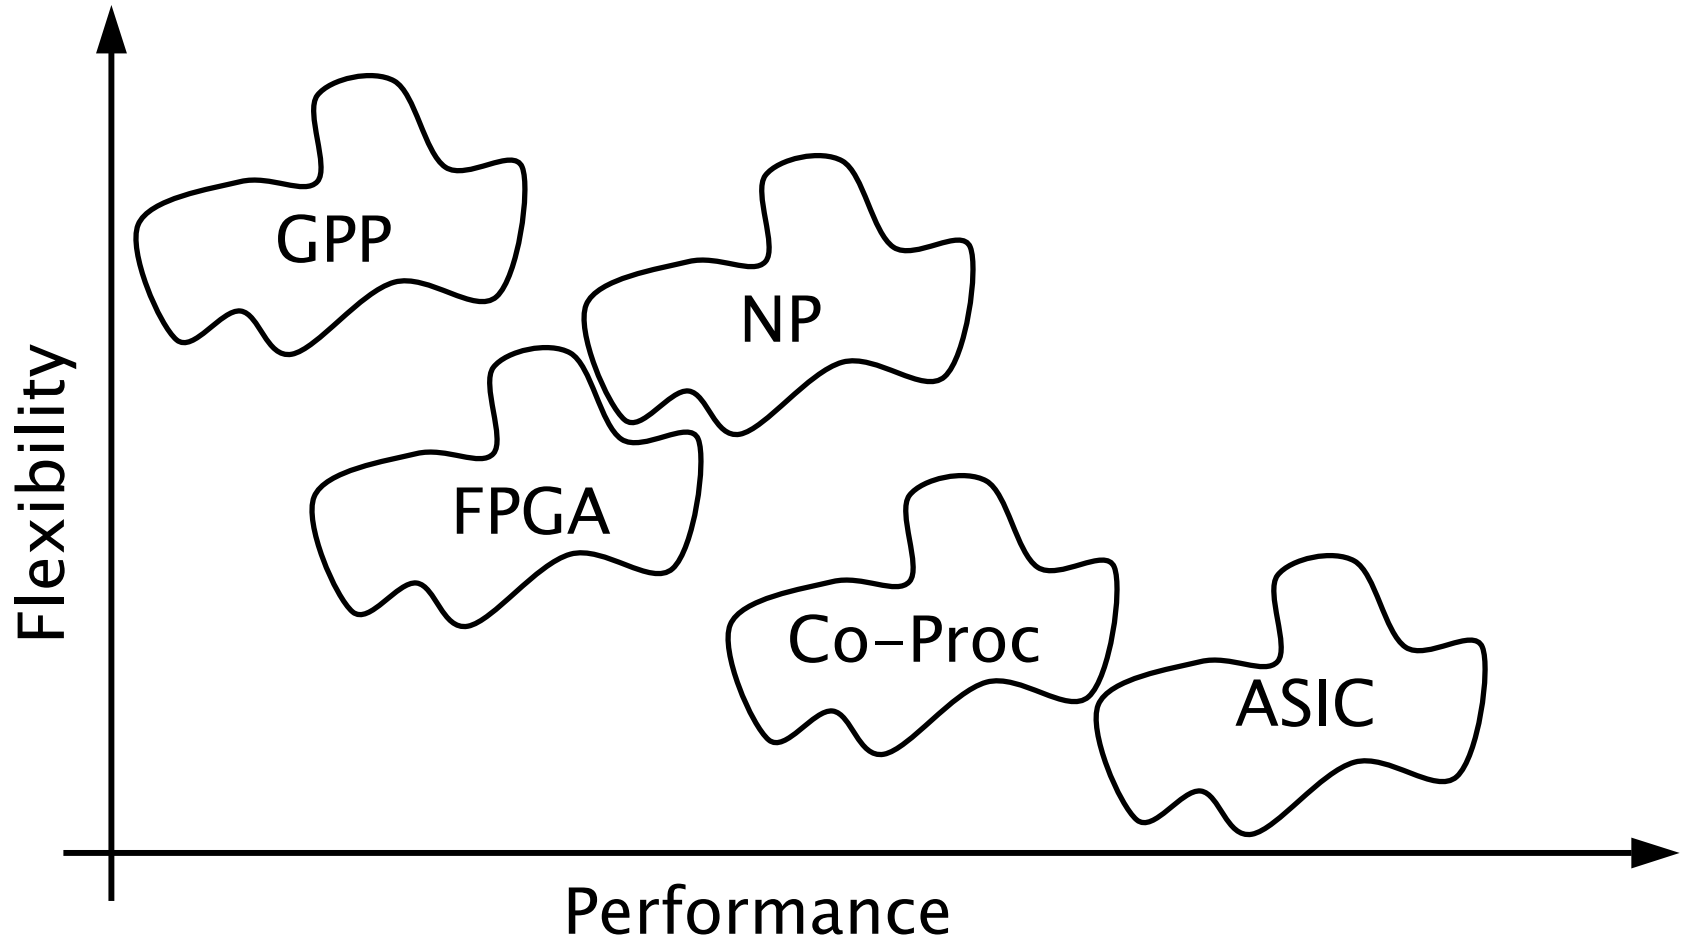 GPP
NP
FPGA
Co-Proc
ASIC
Flexibility
Performance